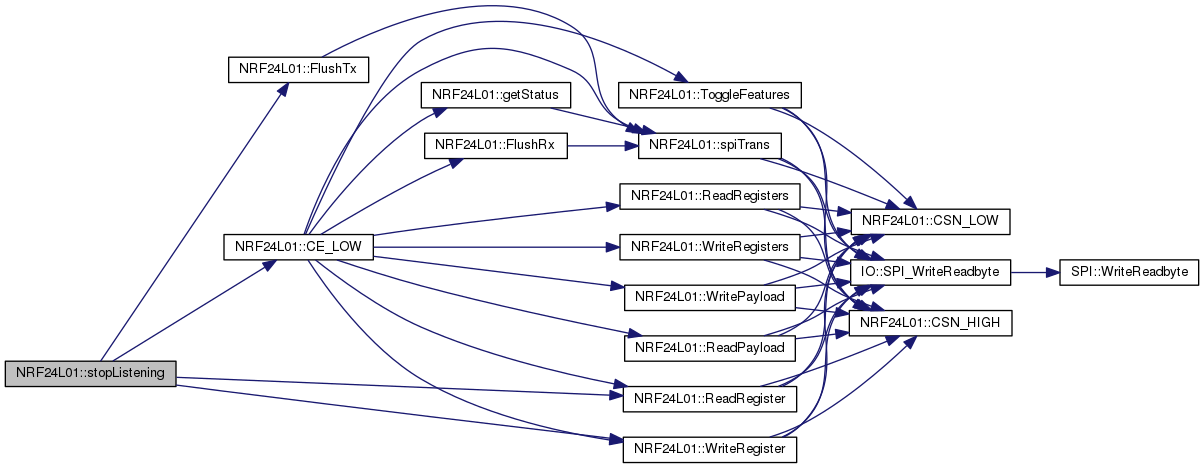 NRF24L01::FlushTx
NRF24L01::ToggleFeatures
NRF24L01::getStatus
NRF24L01::FlushRx
NRF24L01::spiTrans
NRF24L01::ReadRegisters
NRF24L01::CSN_LOW
NRF24L01::CE_LOW
NRF24L01::WriteRegisters
IO::SPI_WriteReadbyte
SPI::WriteReadbyte
NRF24L01::WritePayload
NRF24L01::CSN_HIGH
NRF24L01::ReadPayload
NRF24L01::stopListening
NRF24L01::ReadRegister
NRF24L01::WriteRegister